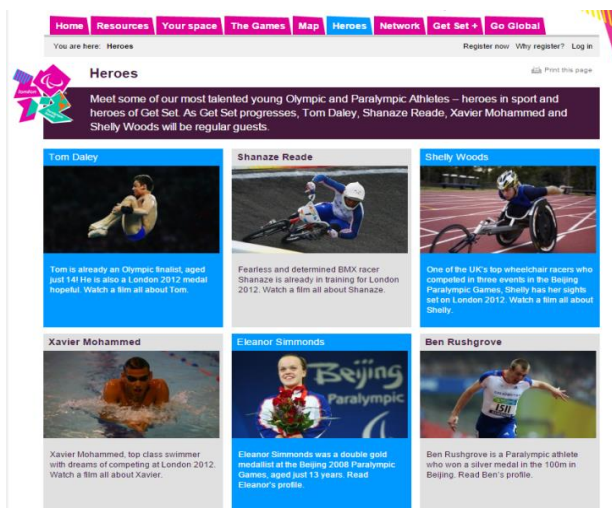 Home Resources Your space The Games Map Heroes Network Get Set + Go Global
You are here: Heroes
Register now Why register? Log in
Heroes
Print this page
Meet some of our most talented young Olympic and Paralympic Athletes – heroes in sport and
heroes of Get Set. As Get Set progresses, Tom Daley, Shanaze Reade, Xavier Mohammed and
Shelly Woods will be regular guests.
Tom Daley
Tom is already an Olympic finalist, aged
just 14! He is also a London 2012 medal
hopeful. Watch a film all about Tom.
Shanaze Reade
Fearless and determined BMX racer
Shanaze is already in training for London
2012. Watch a film all about Shanaze.
Shelly Woods
One of the UK's top wheelchair racers who
competed in three events in the Beijing
Paralympic Games, Shelly has her sights
set on London 2012. Watch a film all about
Shelly.
Xavier Mohammed
Xavier Mohammed, top class swimmer
with dreams of competing at London 2012.
Watch a film all about Xavier.
Eleanor Simmonds
Beijing
Paralympic
Eleanor Simmonds was a double gold
medallist at the Beijing 2008 Paralympic
Games, aged just 13 years. Read
Eleanor's profile.
Ben Rushgrove
1511
Ben Rushgrove is a Paralympic athlete
who won a silver medal in the 100m in
Beijing. Read Ben's profile.